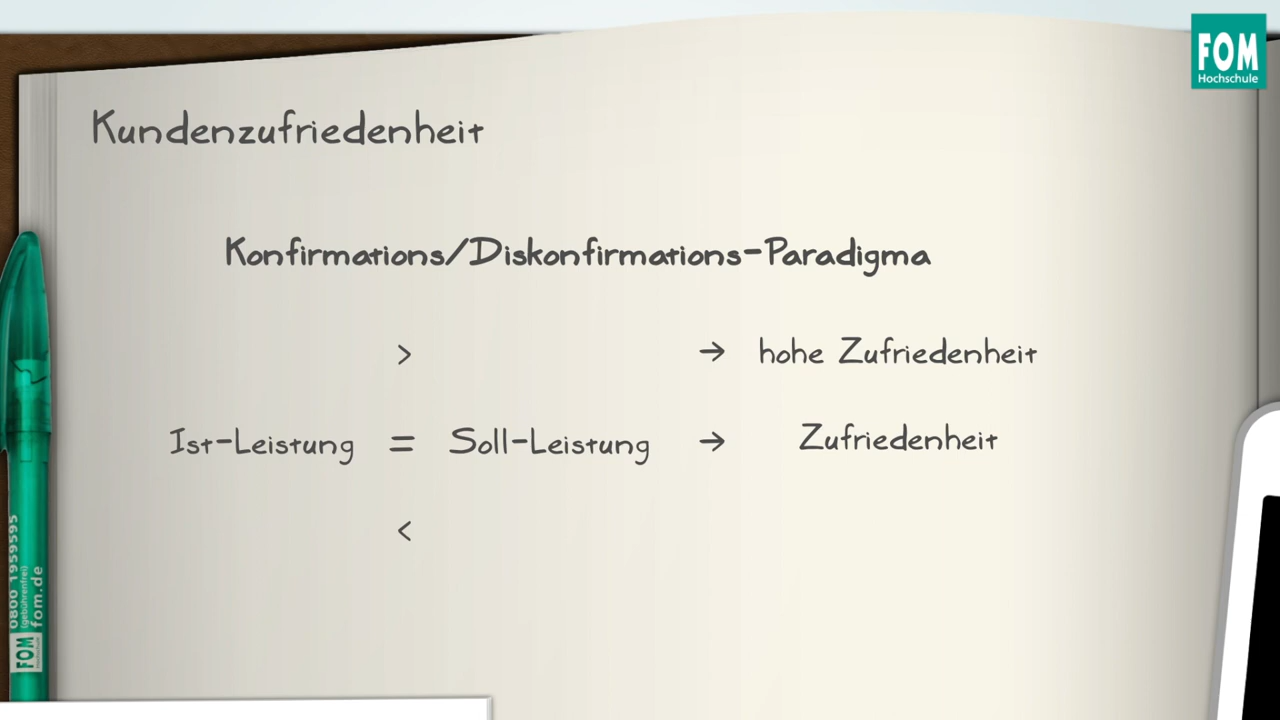 FOM
Hochschule
Kundenzufriedenheit
Konfirmations/Diskonfirmations-Paradigma
> → hohe Zufriedenheit
Ist-Leistung = Soll-Leistung → Zufriedenheit
<
0800 1959595
(gebührenfrei)
fom.de
FOM
Hochschule